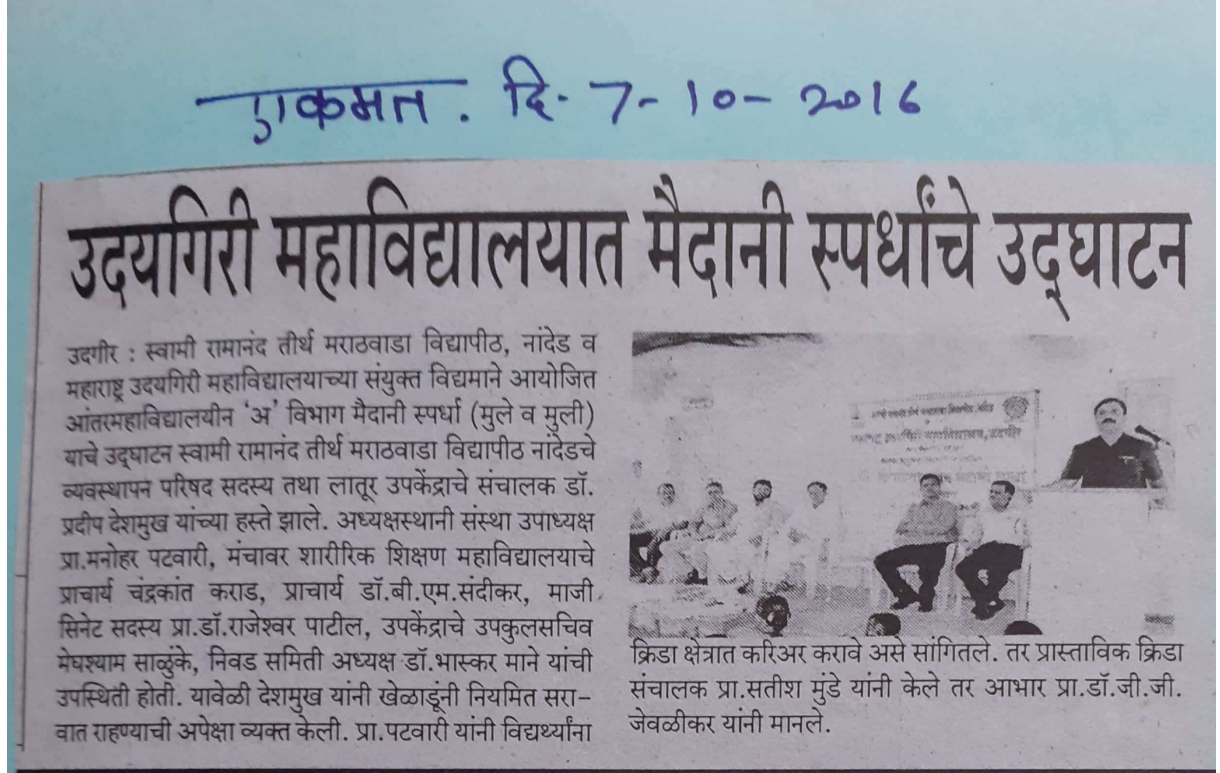 एकमत. दि. 7-10-2016
उदयगिरी महाविद्यालयात मैदानी स्पर्धांचे उद्‌घाटन
उदगीर : स्वामी रामानंद तीर्थ मराठवाडा विद्यापीठ, नांदेड व
महाराष्ट्र उदयगिरी महाविद्यालयाच्या संयुक्त विद्यमाने आयोजित
आंतरमहाविद्यालयीन 'अ' विभाग मैदानी स्पर्धा (मुले व मुली)
याचे उद्‌घाटन स्वामी रामानंद तीर्थ मराठवाडा विद्यापीठ नांदेडचे
व्यवस्थापन परिषद सदस्य तथा लातूर उपकेंद्राचे संचालक डॉ.
प्रदीप देशमुख यांच्या हस्ते झाले. अध्यक्षस्थानी संस्था उपाध्यक्ष
प्रा.मनोहर पटवारी, मंचावर शारीरिक शिक्षण महाविद्यालयाचे
प्राचार्य चंद्रकांत कराड, प्राचार्य डॉ.बी.एम.संदीकर, माजी
सिनेट सदस्य प्रा.डॉ.राजेश्वर पाटील, उपकेंद्राचे उपकुलसचिव
मेघश्याम साळुंके, निवड समिती अध्यक्ष डॉ.भास्कर माने यांची
उपस्थिती होती. यावेळी देशमुख यांनी खेळाडूंनी नियमित सरा-
वात राहण्याची अपेक्षा व्यक्त केली. प्रा.पटवारी यांनी विद्यर्थ्यांना
क्रिडा क्षेत्रात करिअर करावे असे सांगितले. तर प्रास्ताविक क्रिडा
संचालक प्रा.सतीश मुंडे यांनी केले तर आभार प्रा.डॉ.जी.जी.
जेवळीकर यांनी मानले.